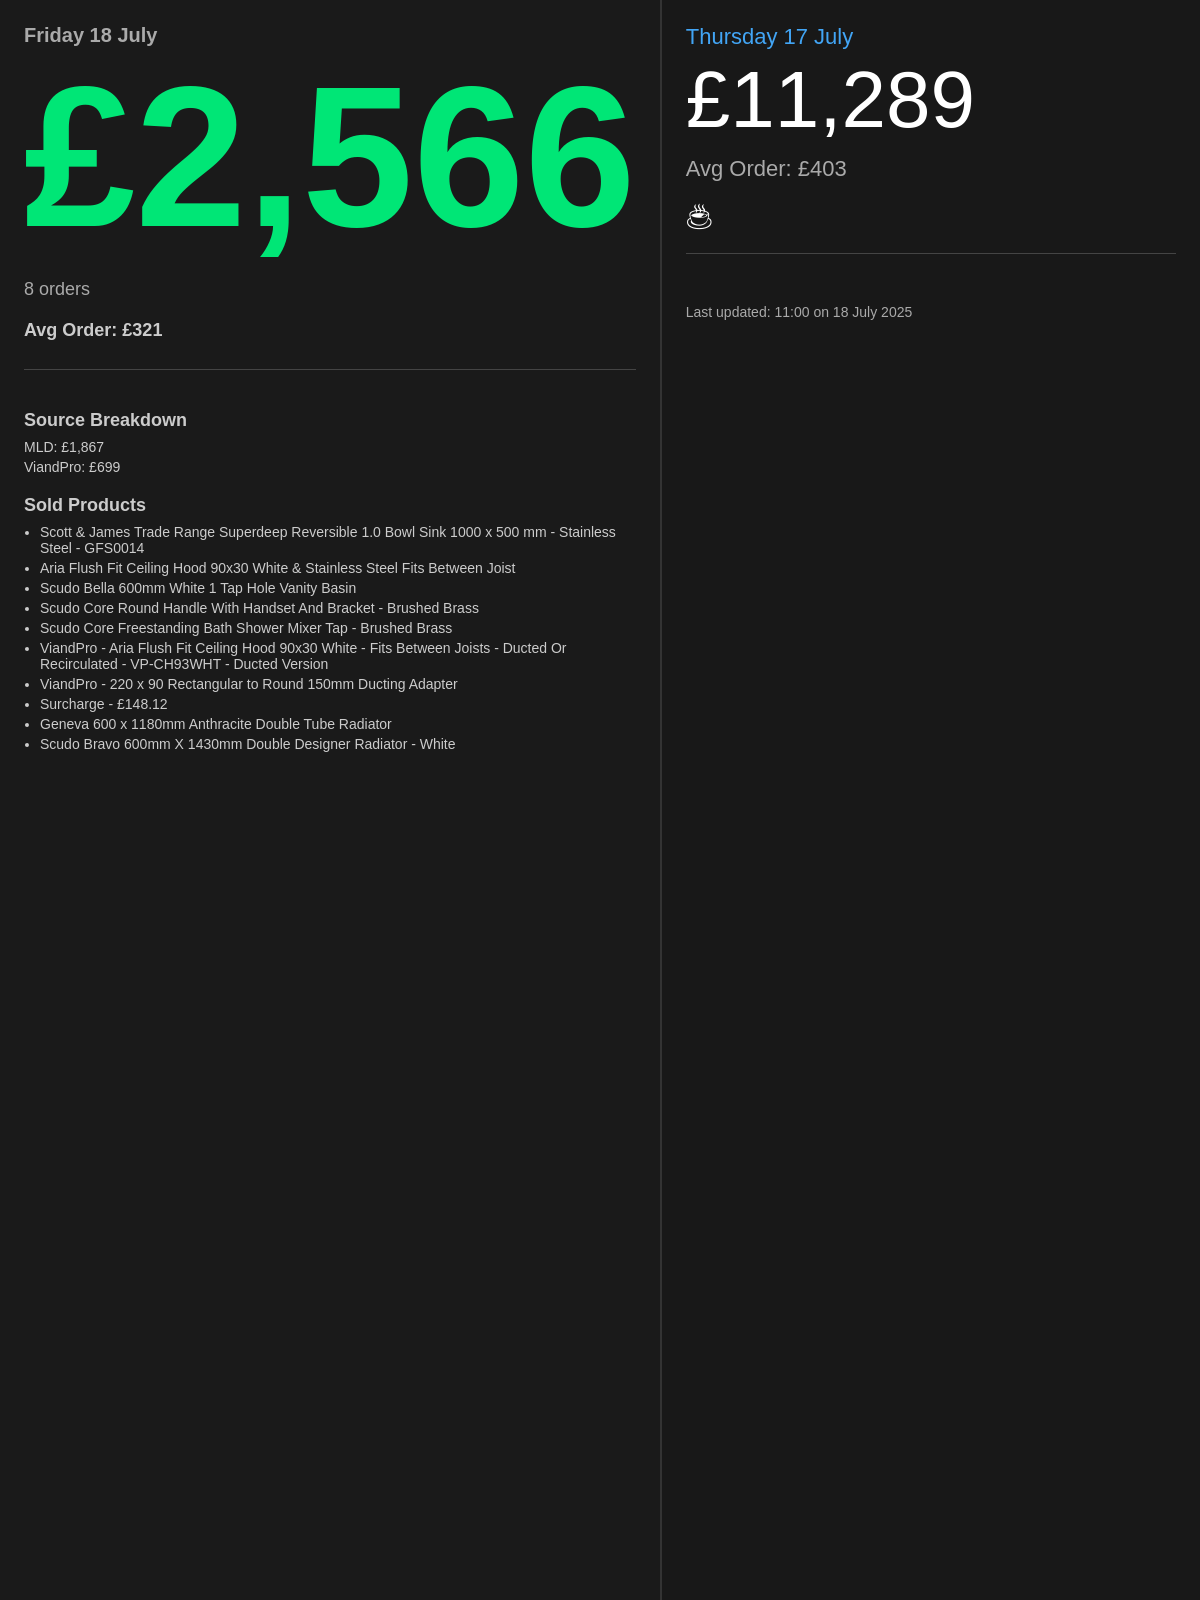 Friday 18 July
£2,566
8 orders
Avg Order: £321
Source Breakdown
MLD: £1,867
ViandPro: £699
Sold Products
• Scott & James Trade Range Superdeep Reversible 1.0 Bowl Sink 1000 x 500 mm - Stainless
Steel - GFS0014
• Aria Flush Fit Ceiling Hood 90x30 White & Stainless Steel Fits Between Joist
• Scudo Bella 600mm White 1 Tap Hole Vanity Basin
• Scudo Core Round Handle With Handset And Bracket - Brushed Brass
• Scudo Core Freestanding Bath Shower Mixer Tap - Brushed Brass
• ViandPro - Aria Flush Fit Ceiling Hood 90x30 White - Fits Between Joists - Ducted Or
Recirculated - VP-CH93WHT - Ducted Version
• ViandPro - 220 x 90 Rectangular to Round 150mm Ducting Adapter
• Surcharge - £148.12
• Geneva 600 x 1180mm Anthracite Double Tube Radiator
• Scudo Bravo 600mm X 1430mm Double Designer Radiator - White
Thursday 17 July
£11,289
Avg Order: £403
☕
Last updated: 11:00 on 18 July 2025